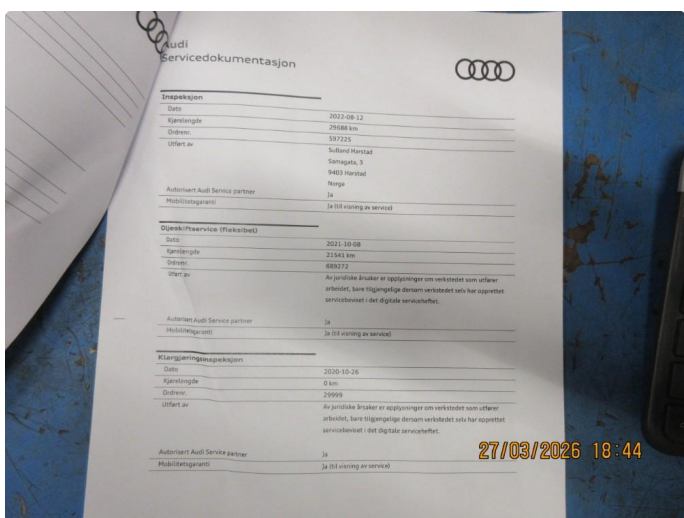 Audi
Servicedokumentasjon
Inspeksjon
Dato 2022-08-12
Kjørelengde 29688 km
Ordrenr. 597225
Utført av Sulland Harstad
Samagata, 3
9403 Harstad
Norge
Autorisert Audi Service partner Ja
Mobilitetsgaranti Ja (til visning av service)
Oljeskiftservice (fleksibel)
Dato 2021-10-08
Kjørelengde 21541 km
Ordrenr. 689272
Utført av Av juridiske årsaker er opplysninger om verkstedet som utfører
arbeidet, bare tilgjengelige dersom verkstedet selv har opprettet
servicebeviset i det digitale serviceheftet.
Autorisert Audi Service partner Ja
Mobilitetsgaranti Ja (til visning av service)
Klargjøringsinspeksjon
Dato 2020-10-26
Kjørelengde 0 km
Ordrenr. 29999
Utført av Av juridiske årsaker er opplysninger om verkstedet som utfører
arbeidet, bare tilgjengelige dersom verkstedet selv har opprettet
servicebeviset i det digitale serviceheftet.
Autorisert Audi Service partner Ja
Mobilitetsgaranti Ja (til visning av service)
27/03/2026 18:44